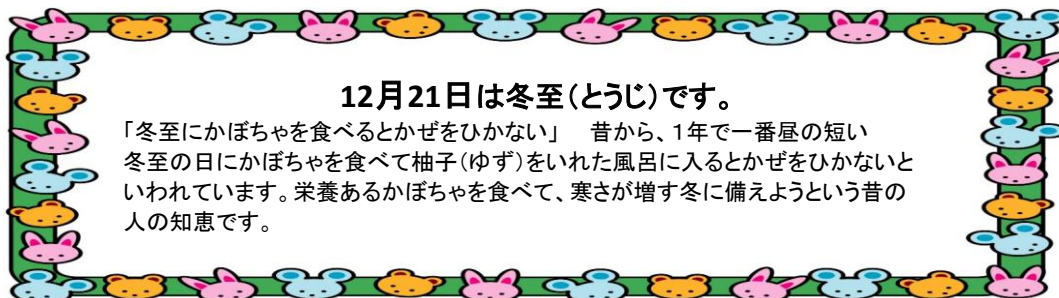 12月21日は冬至(とうじ)です。
「冬至にかぼちゃを食べるとかぜをひかない」　昔から、1年で一番昼の短い
冬至の日にかぼちゃを食べて柚子(ゆず)をいれた風呂に入るとかぜをひかないと
いわれています。栄養あるかぼちゃを食べて、寒さが増す冬に備えようという昔の
人の知恵です。